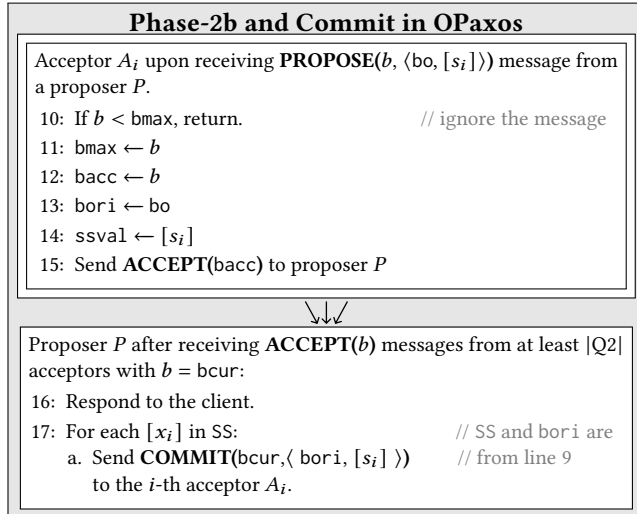 Phase-2b and Commit in OPaxos
Acceptor A_i upon receiving PROPOSE(b, ⟨bo, [s_i]⟩) message from
a proposer P.
10: If b < bmax, return. // ignore the message
11: bmax ← b
12: bacc ← b
13: bori ← bo
14: ssval ← [s_i]
15: Send ACCEPT(bacc) to proposer P
Proposer P after receiving ACCEPT(b) messages from at least |Q2|
acceptors with b = bcur:
16: Respond to the client.
17: For each [x_i] in SS: // SS and bori are
a. Send COMMIT(bcur,⟨ bori, [s_i] ⟩) // from line 9
to the i-th acceptor A_i.